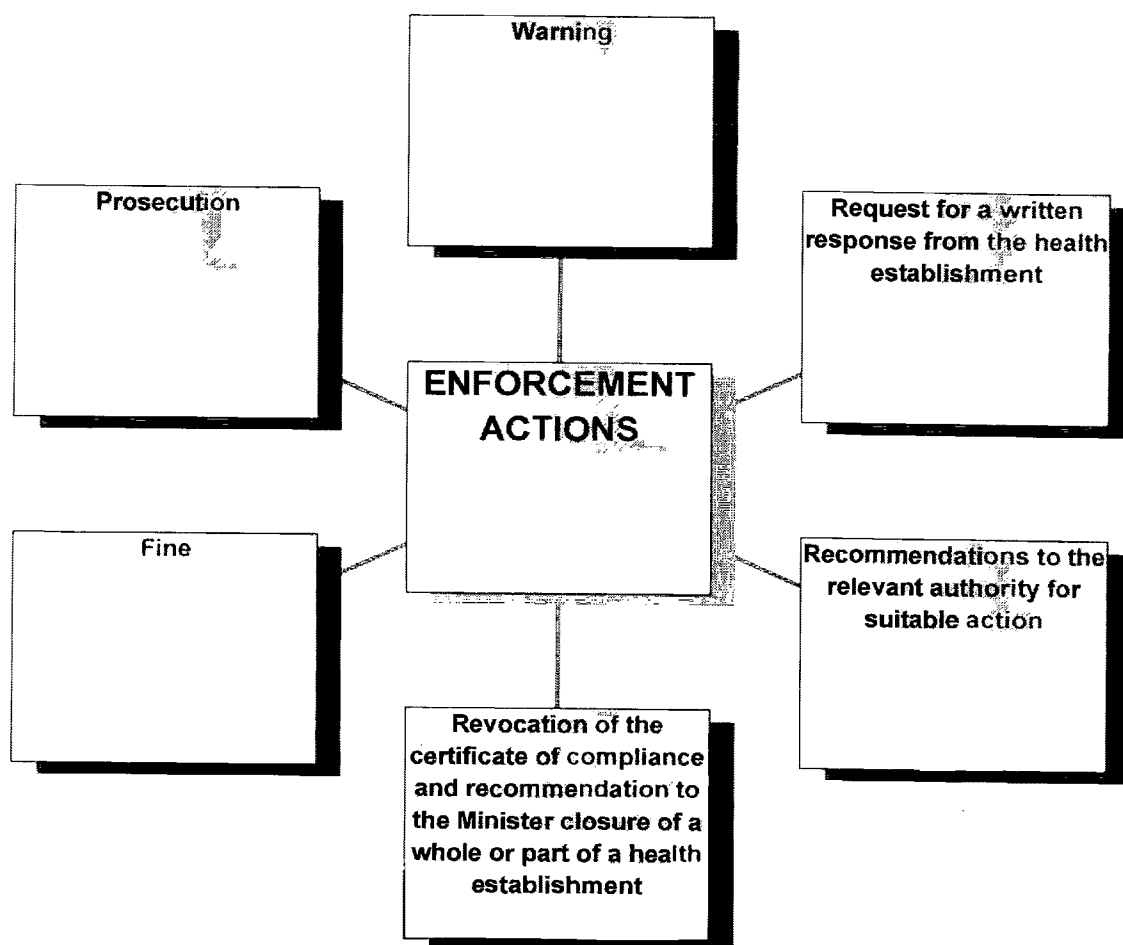 Warning
Prosecution
Request for a written
response from the health
establishment
ENFORCEMENT
ACTIONS
Fine
Recommendations to the
relevant authority for
suitable action
Revocation of the
certificate of compliance
and recommendation to
the Minister closure of a
whole or part of a health
establishment